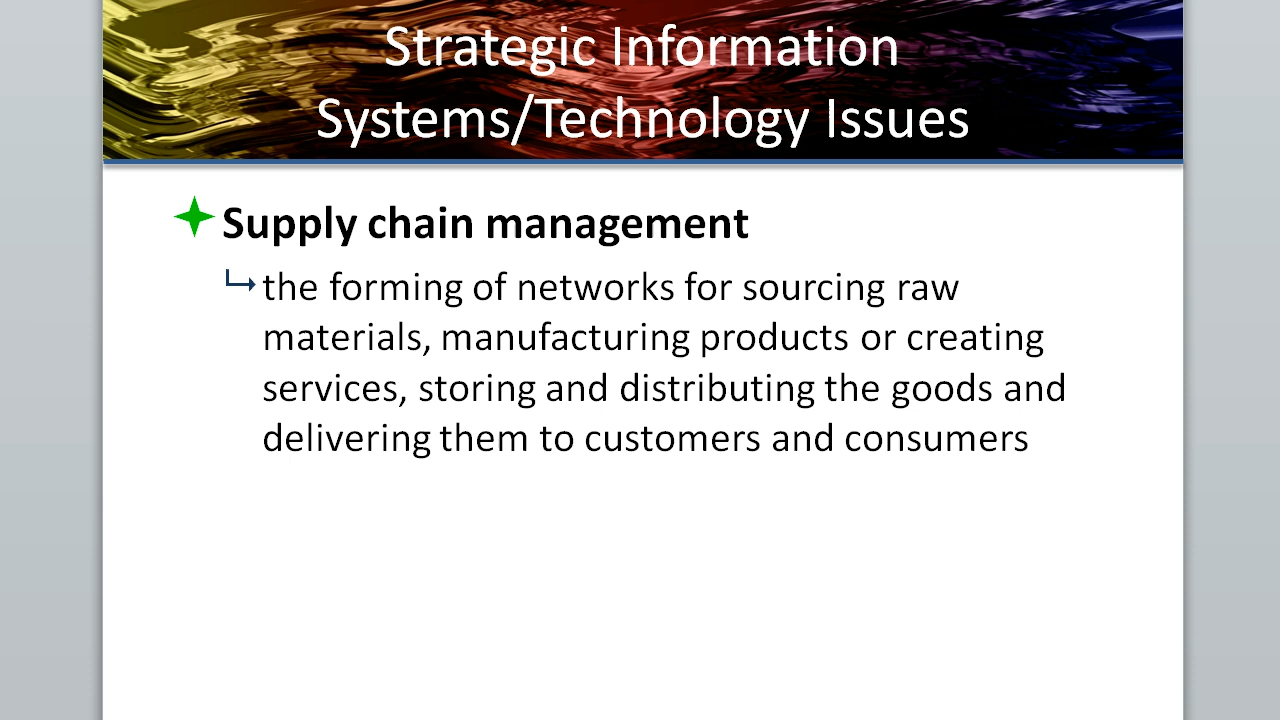 Strategic Information
Systems/Technology Issues
Supply chain management
the forming of networks for sourcing raw
materials, manufacturing products or creating
services, storing and distributing the goods and
delivering them to customers and consumers